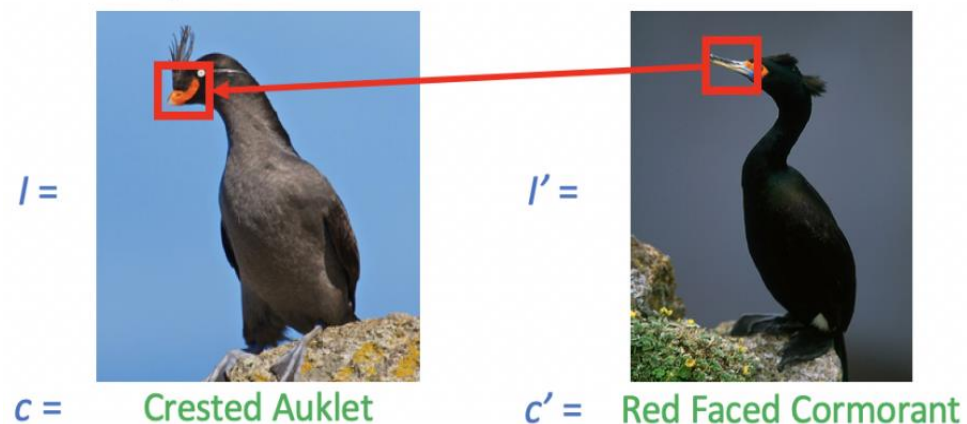 I =
I’ =
c = Crested Auklet
c’ = Red Faced Cormorant